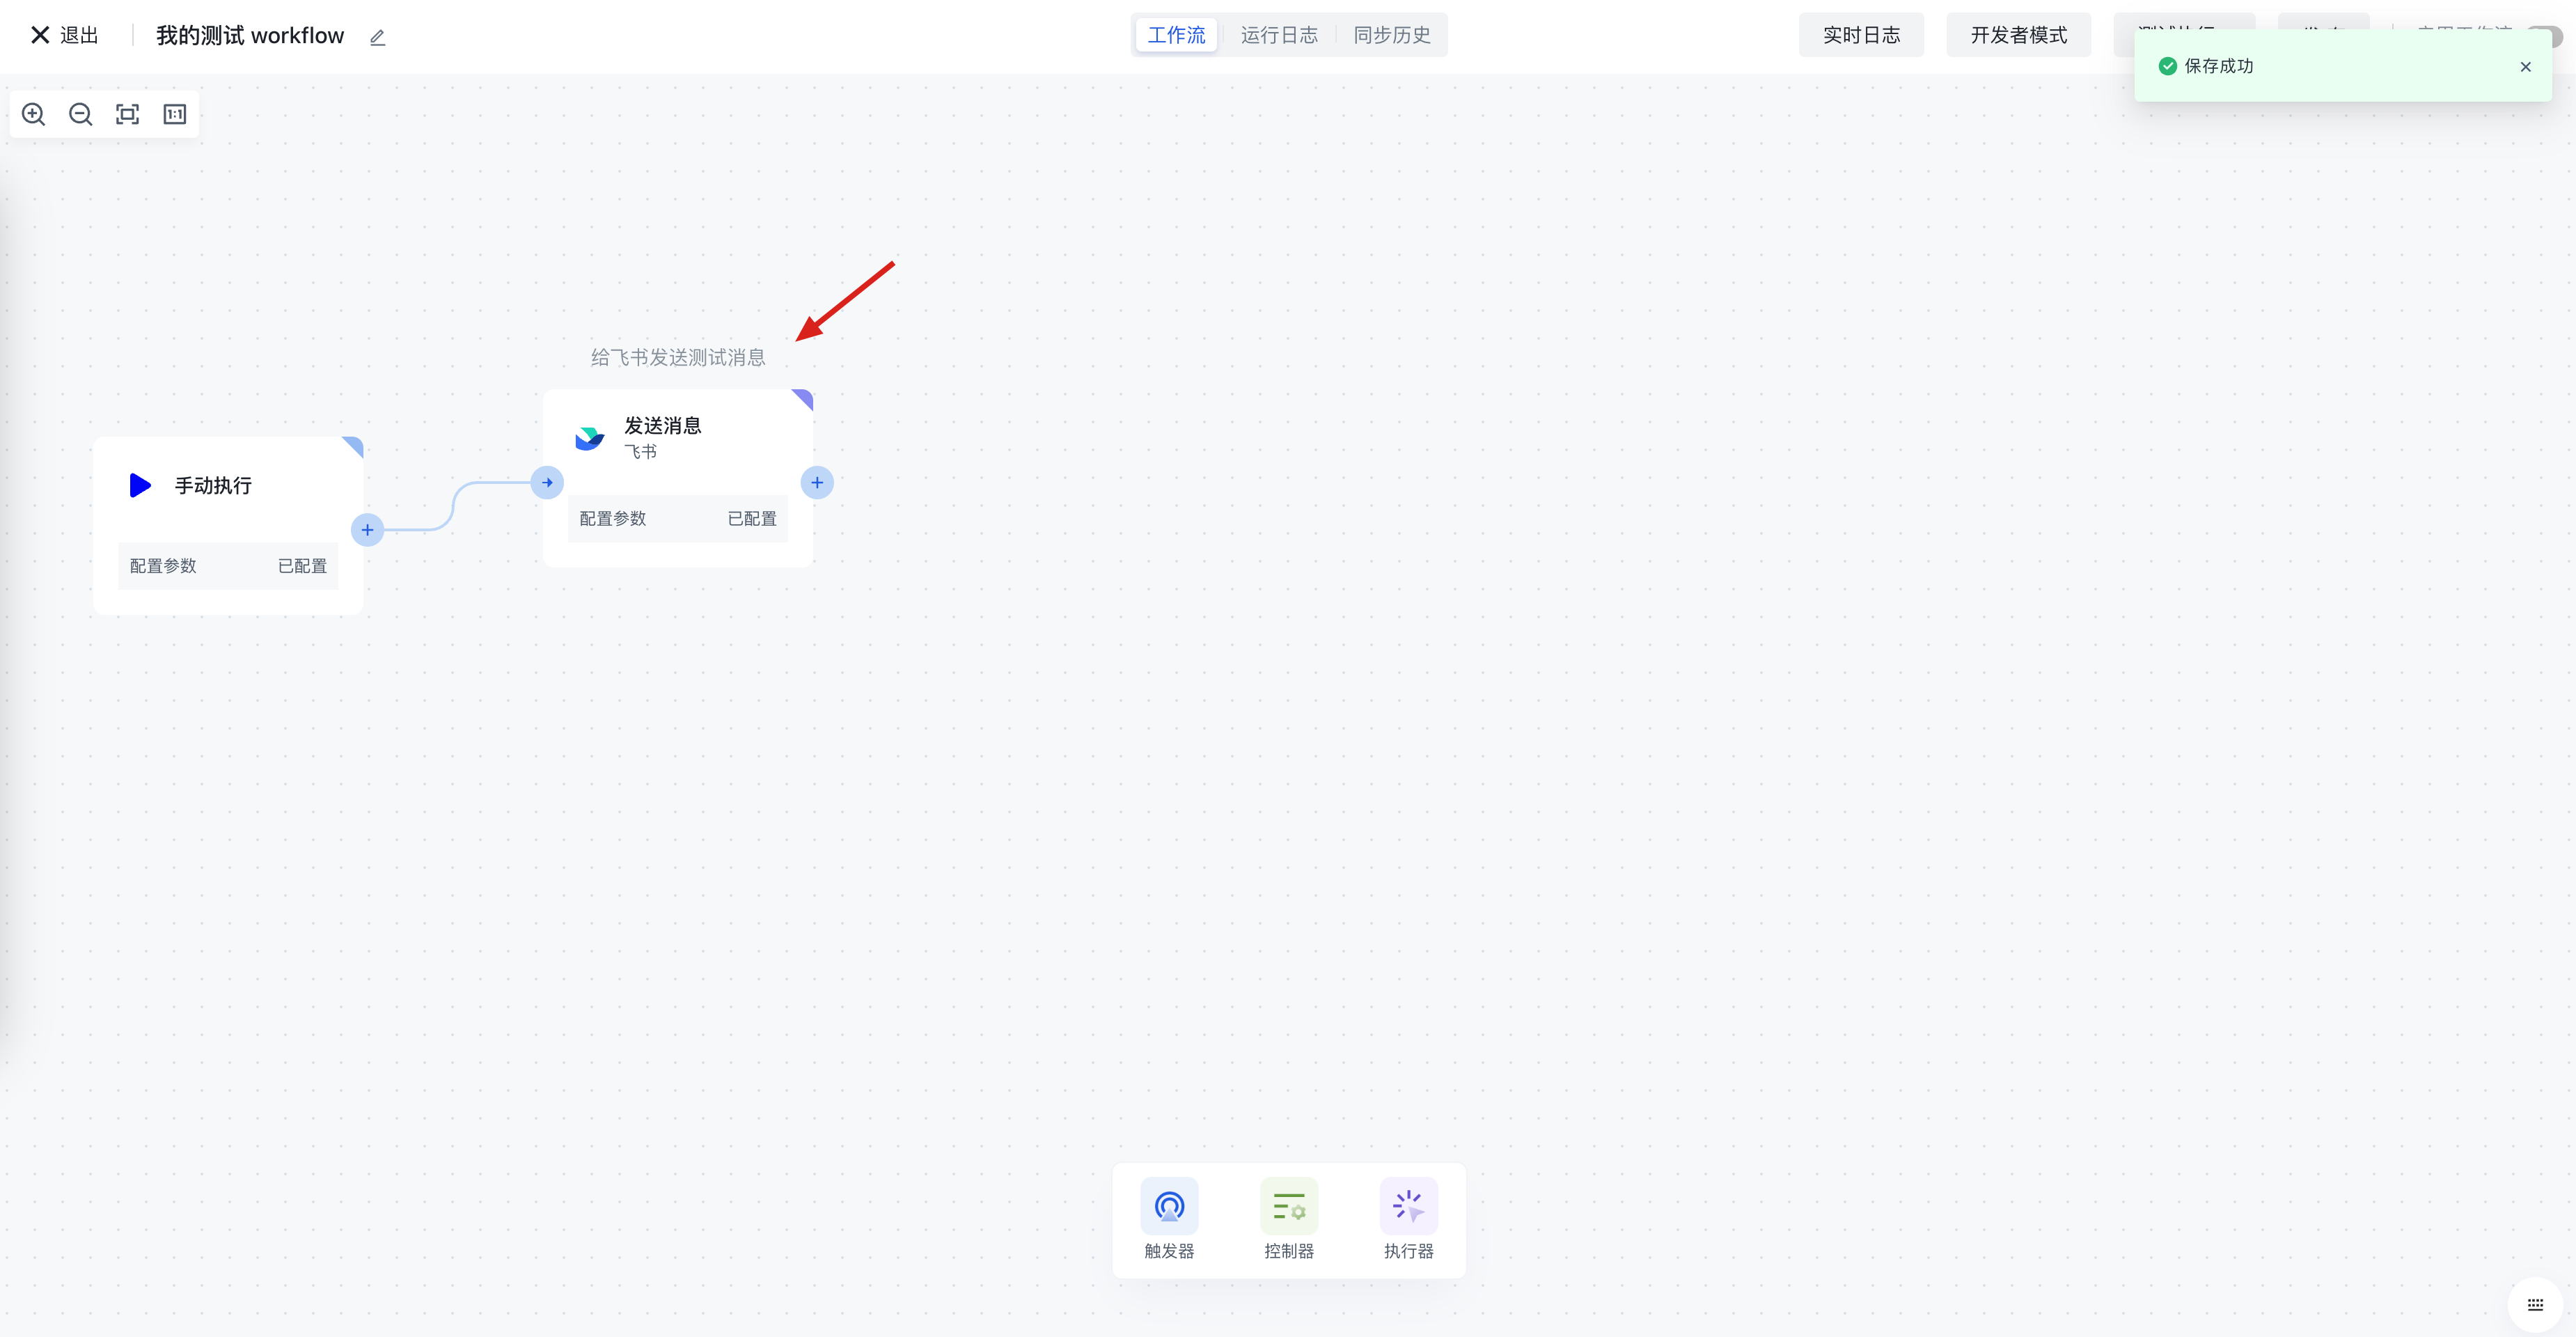 退出
我的测试 workflow
工作流
运行日志
同步历史
实时日志
开发者模式
保存成功
1:1
给飞书发送测试消息
发送消息
飞书
配置参数 已配置
手动执行
配置参数 已配置
触发器
控制器
执行器